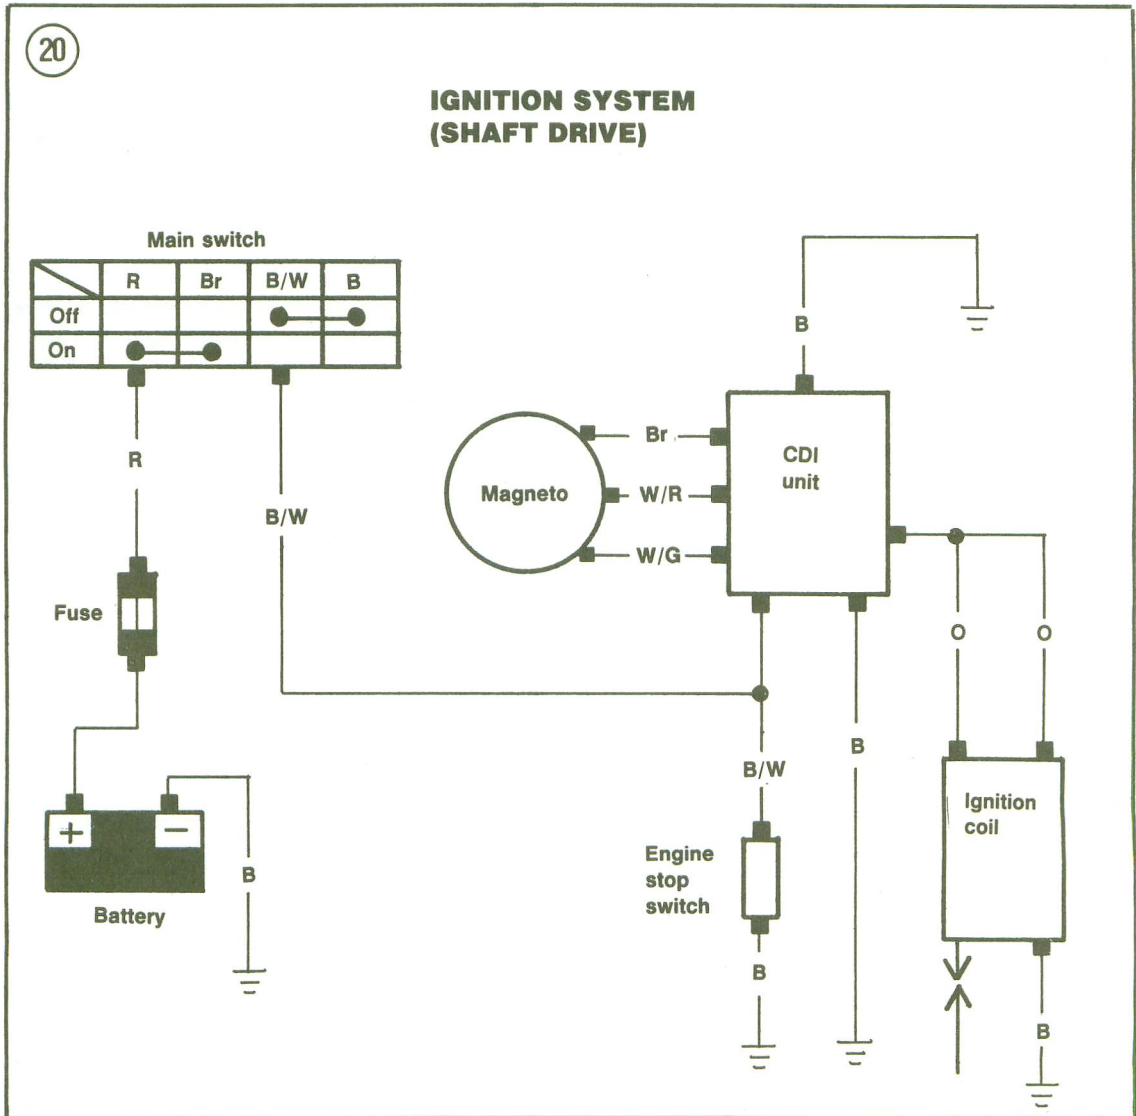 20
IGNITION SYSTEM
(SHAFT DRIVE)
Main switch
R Br B/W B
Off
On
R
B/W
Fuse
+ −
Battery
B
B
Magneto
Br
W/R
W/G
CDI
unit
O O
B/W
B
Engine
stop
switch
B
Ignition
coil
B